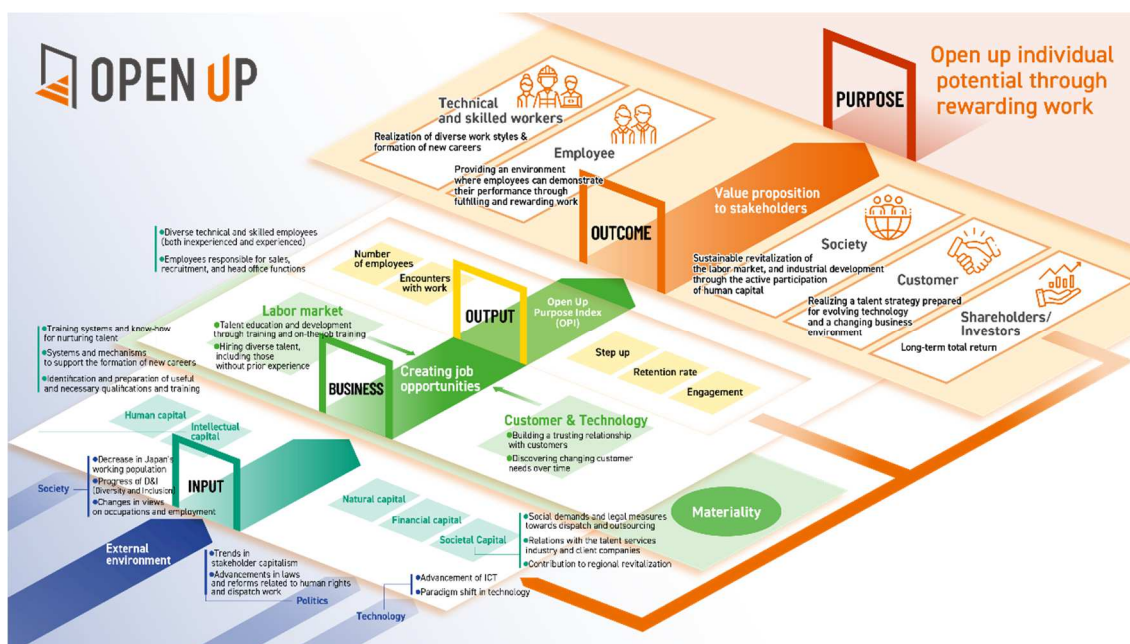 OPEN UP
PURPOSE
Open up individual
potential through
rewarding work
Technical
and skilled workers
Realization of diverse work styles &
formation of new careers
Employee
Providing an environment
where employees can demonstrate
their performance through
fulfilling and rewarding work
OUTCOME
Value proposition
to stakeholders
Society
Sustainable revitalization of
the labor market, and industrial development
through the active participation
of human capital
Customer
Realizing a talent strategy prepared
for evolving technology
and a changing business
environment
Shareholders/
Investors
Long-term total return
Diverse technical and skilled employees
(both inexperienced and experienced)
Employees responsible for sales,
recruitment, and head office functions
Number
of employees
Encounters
with work
OUTPUT
Open Up
Purpose Index
(OPI)
Step up
Retention rate
Engagement
Labor market
Talent education and development
through training and on-the-job training
Hiring diverse talent,
including those
without prior experience
BUSINESS
Creating job
opportunities
Customer & Technology
Building a trusting relationship
with customers
Discovering changing customer
needs over time
Training systems and know-how
for nurturing talent
Systems and mechanisms
to support the formation of new careers
Identification and preparation of useful
and necessary qualifications and training
Human capital
Intellectual
capital
INPUT
Natural capital
Financial capital
Societal Capital
Social demands and legal measures
towards dispatch and outsourcing
Relations with the talent services
industry and client companies
Contribution to regional revitalization
Materiality
Society
Decrease in Japan's
working population
Progress of D&I
(Diversity and Inclusion)
Changes in views
on occupations and employment
External
environment
Trends in
stakeholder capitalism
Advancements in laws
and reforms related to human rights
and dispatch work
Politics
Technology
Advancement of ICT
Paradigm shift in technology